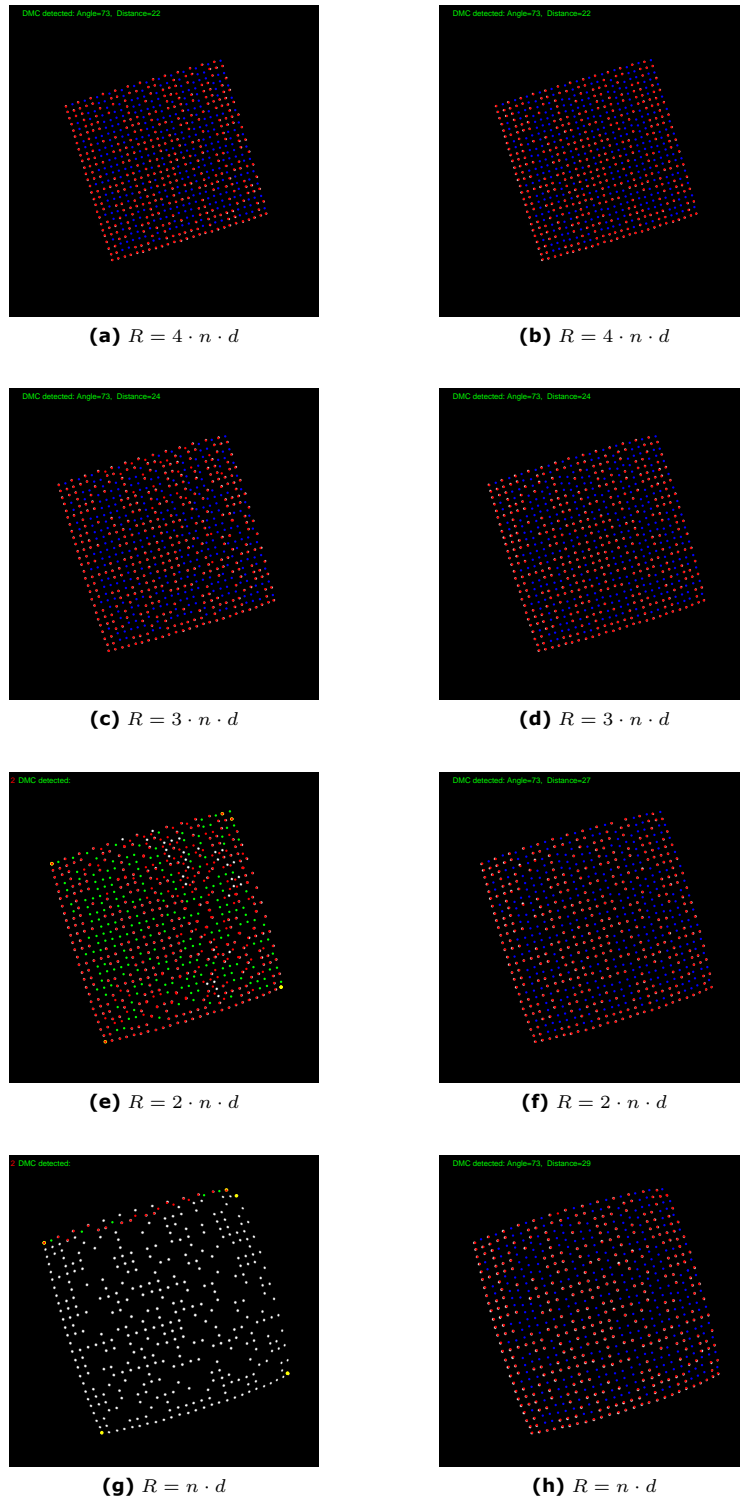 DMC detected: Angle=73, Distance=22
DMC detected: Angle=73, Distance=22
(a) R = 4 · n · d
(b) R = 4 · n · d
DMC detected: Angle=73, Distance=24
DMC detected: Angle=73, Distance=24
(c) R = 3 · n · d
(d) R = 3 · n · d
2 DMC detected:
DMC detected: Angle=73, Distance=27
(e) R = 2 · n · d
(f) R = 2 · n · d
2 DMC detected:
DMC detected: Angle=73, Distance=29
(g) R = n · d
(h) R = n · d